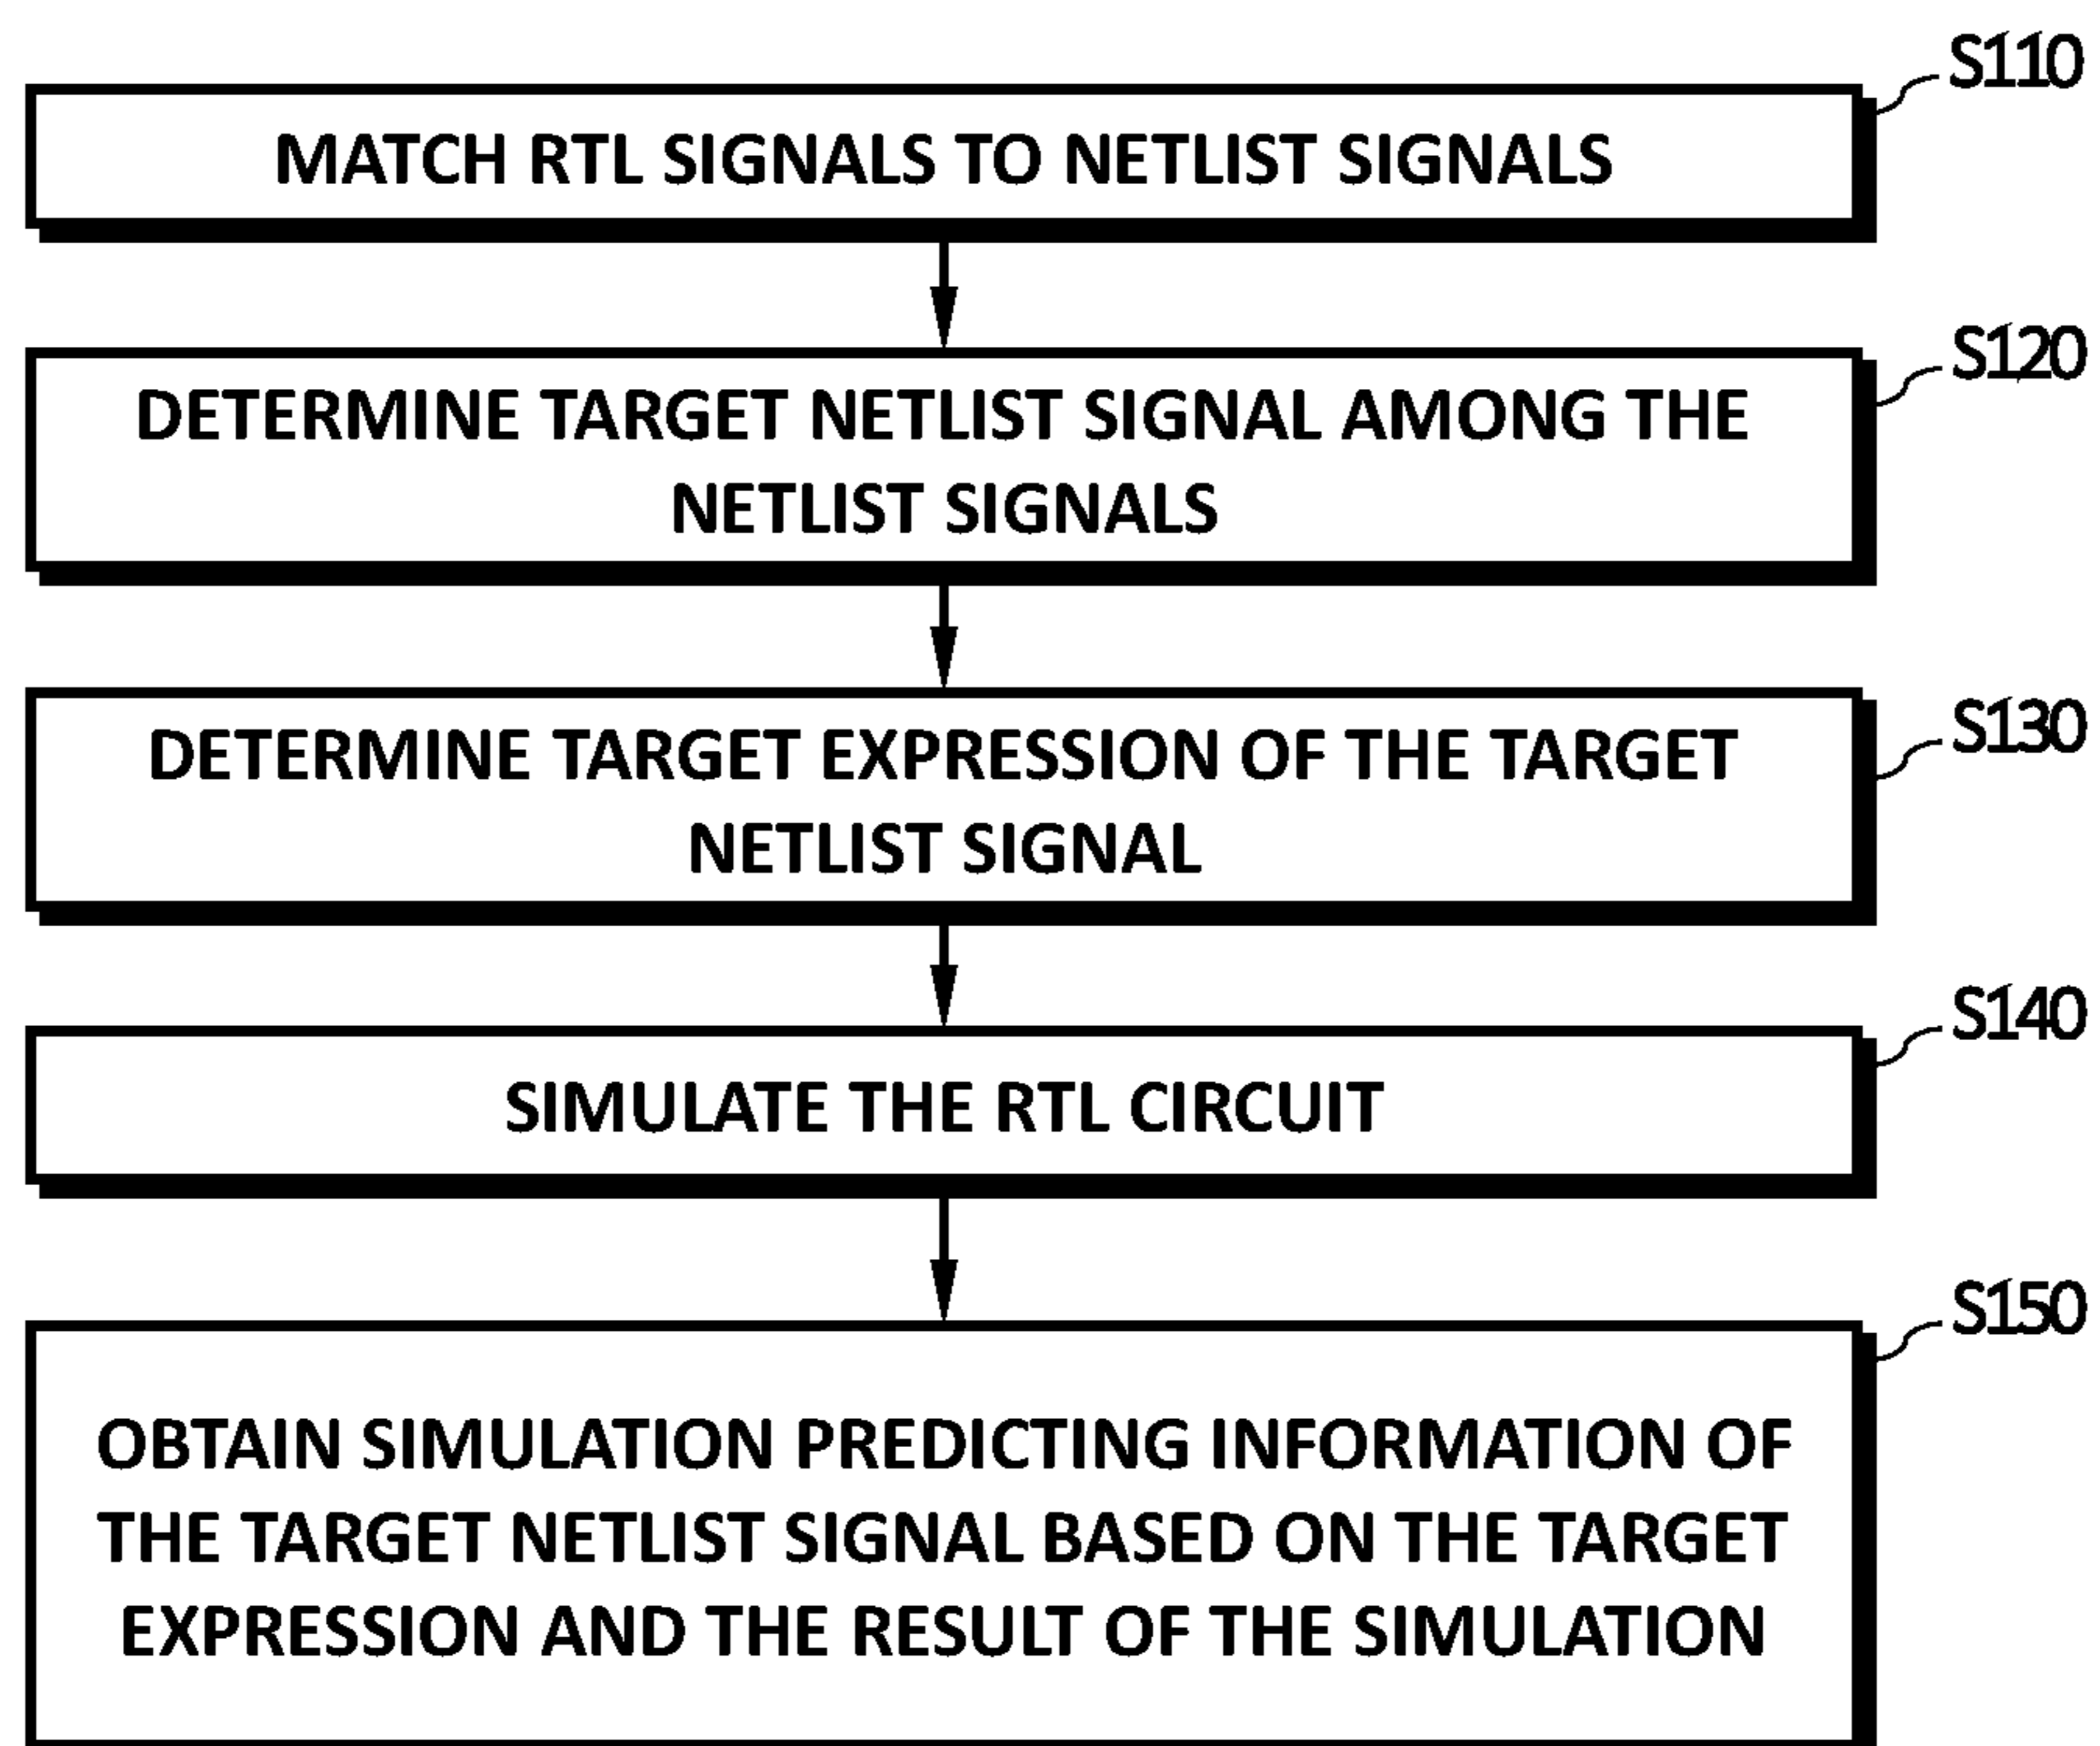 S110
MATCH RTL SIGNALS TO NETLIST SIGNALS
S120
DETERMINE TARGET NETLIST SIGNAL AMONG THE
NETLIST SIGNALS
S130
DETERMINE TARGET EXPRESSION OF THE TARGET
NETLIST SIGNAL
S140
SIMULATE THE RTL CIRCUIT
S150
OBTAIN SIMULATION PREDICTING INFORMATION OF
THE TARGET NETLIST SIGNAL BASED ON THE TARGET
EXPRESSION AND THE RESULT OF THE SIMULATION